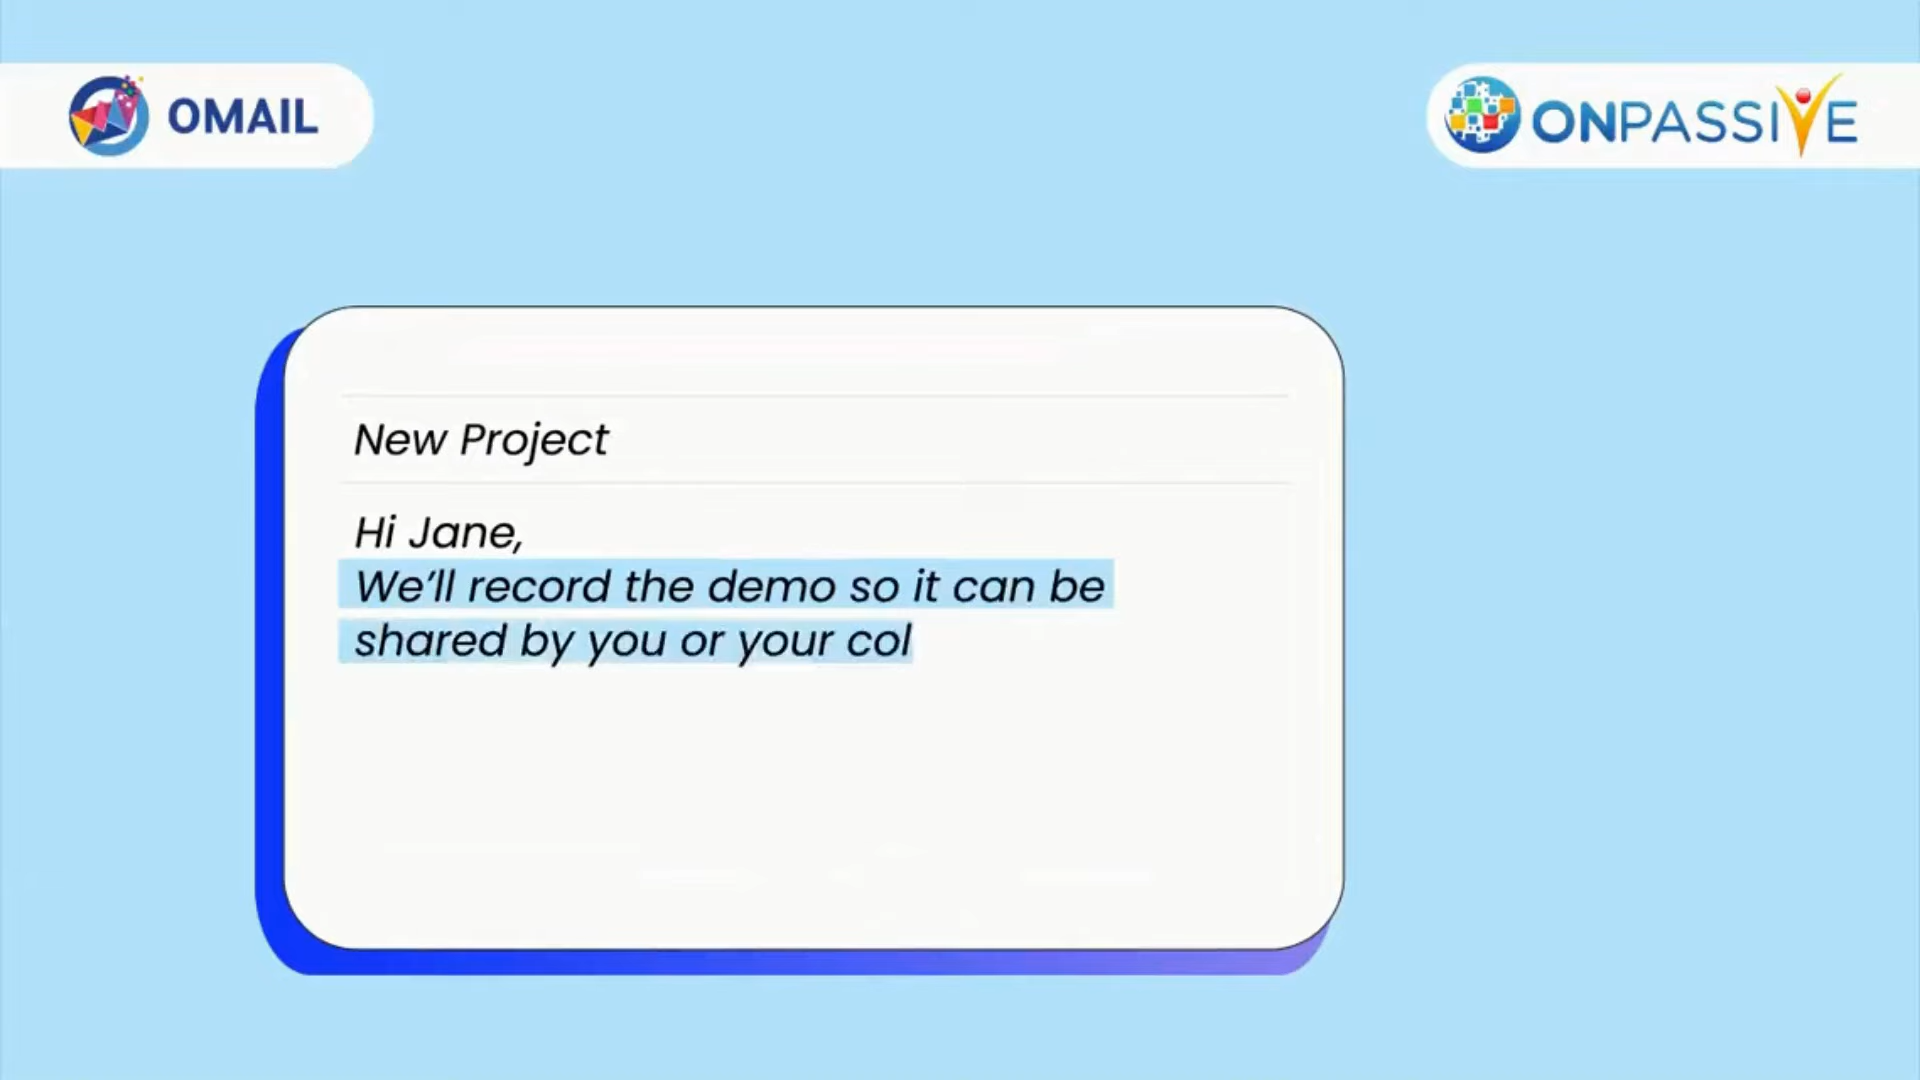 OMAIL
ONPASSIVE
New Project
Hi Jane,
We’ll record the demo so it can be
shared by you or your col